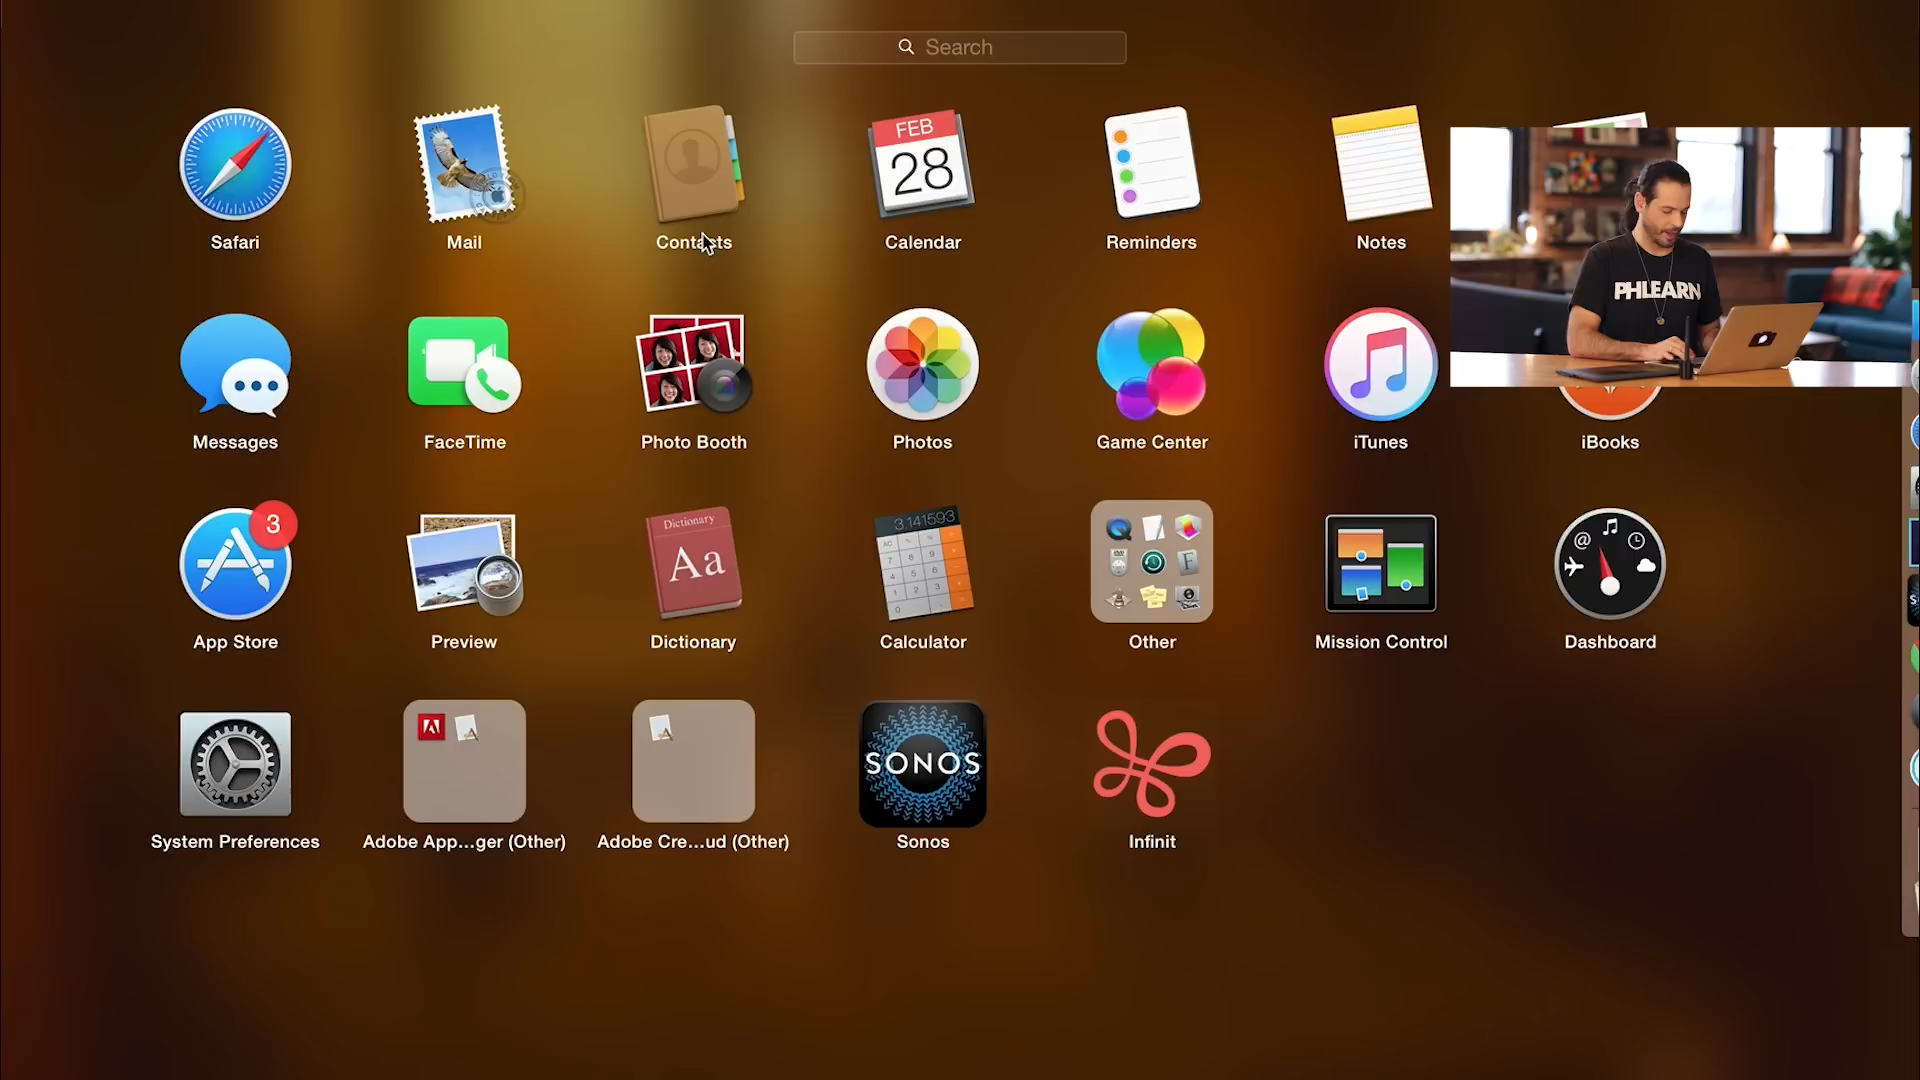 Search
FEB
28
Safari
Mail
Contacts
Calendar
Reminders
Notes
PHLEARN
Messages
FaceTime
Photo Booth
Photos
Game Center
iTunes
iBooks
3
Dictionary
Aa
3.141593
App Store
Preview
Dictionary
Calculator
Other
Mission Control
Dashboard
SONOS
System Preferences
Adobe App...ger (Other)
Adobe Cre...ud (Other)
Sonos
Infinit